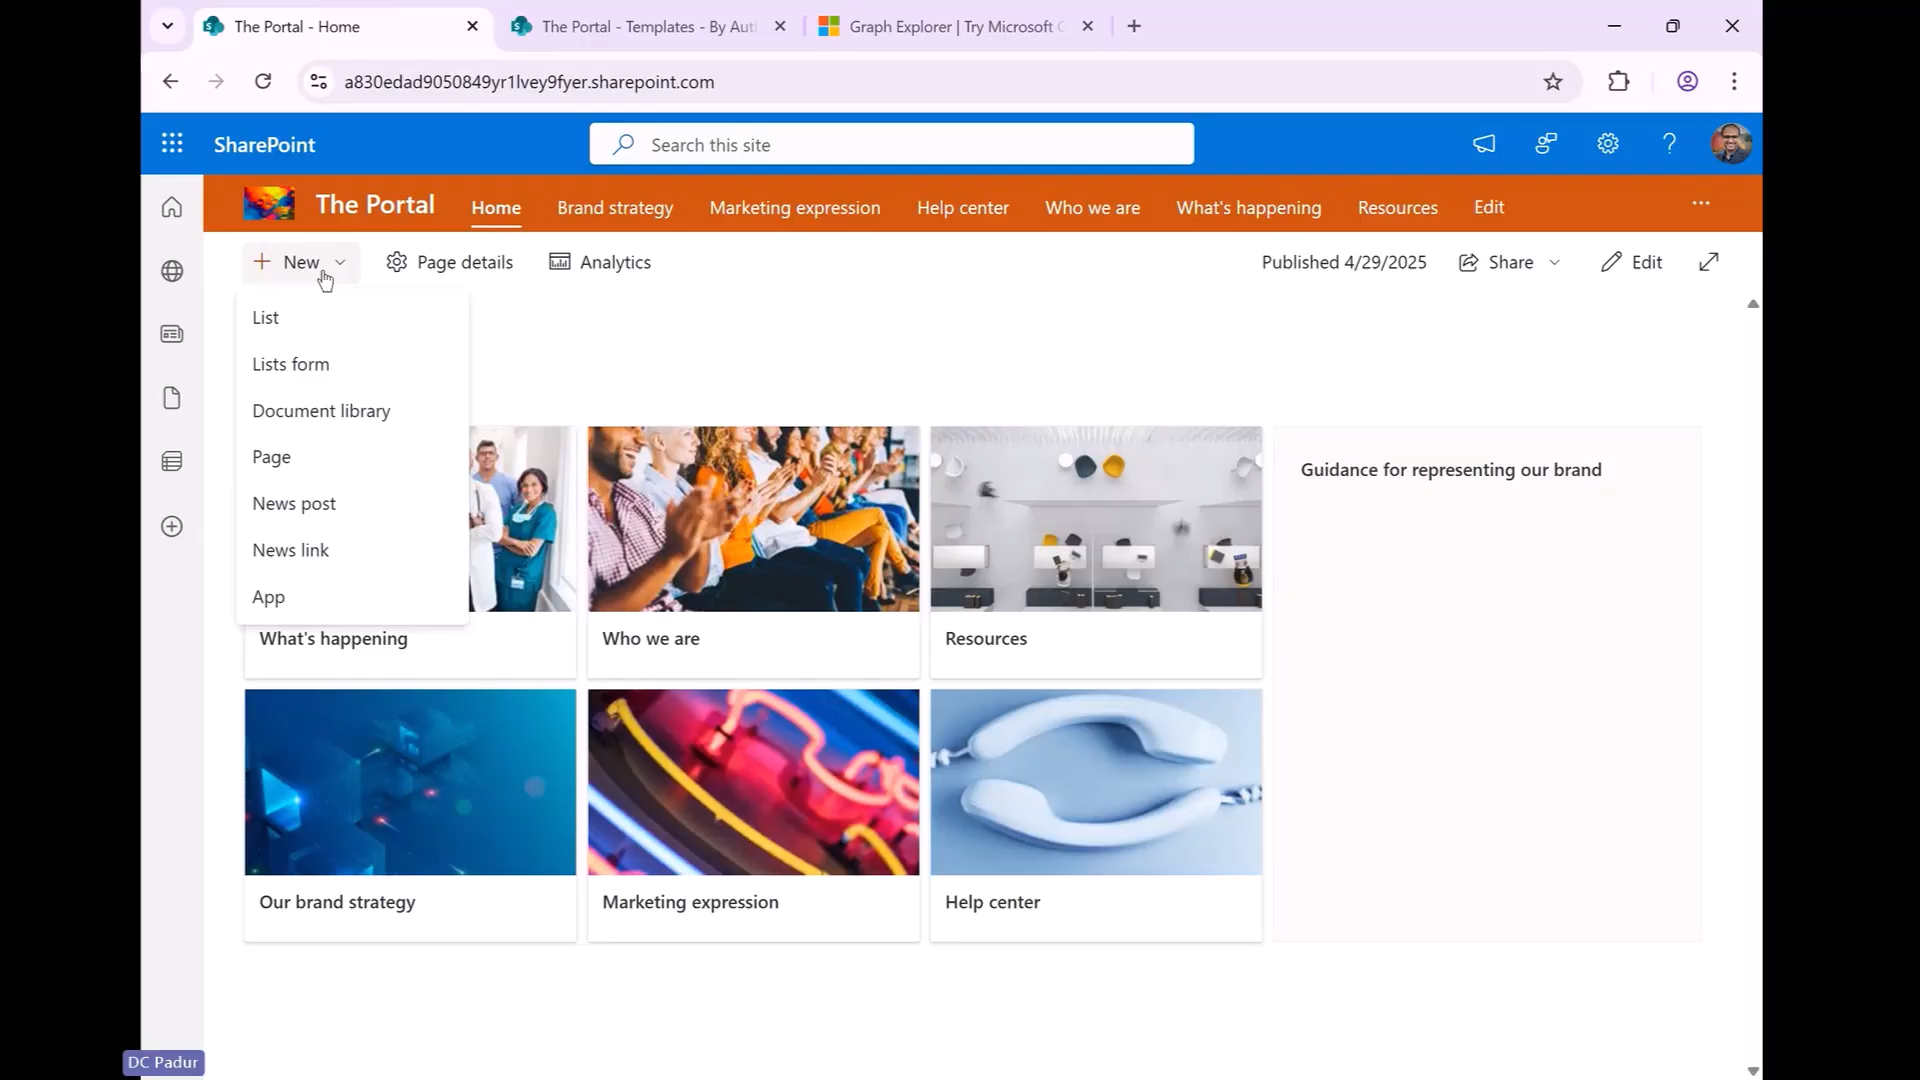 The Portal - Home
The Portal - Templates - By Aut
Graph Explorer | Try Microsoft G
a830edad9050849yr1lvey9fyer.sharepoint.com
SharePoint
Search this site
The Portal
Home
Brand strategy
Marketing expression
Help center
Who we are
What's happening
Resources
Edit
New
Page details
Analytics
Published 4/29/2025
Share
Edit
List
Lists form
Document library
Page
News post
News link
App
Guidance for representing our brand
What's happening
Who we are
Resources
Our brand strategy
Marketing expression
Help center
DC Padur